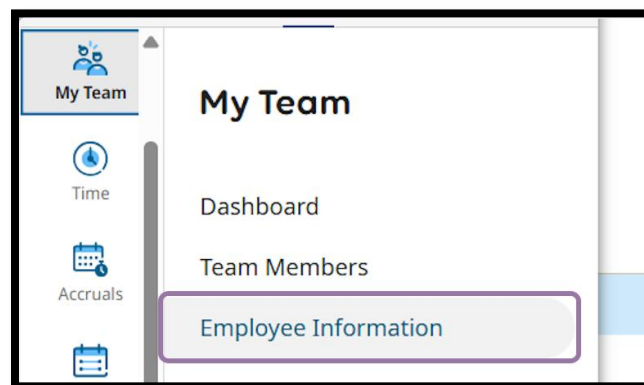 My Team
Time
Accruals
My Team
Dashboard
Team Members
Employee Information